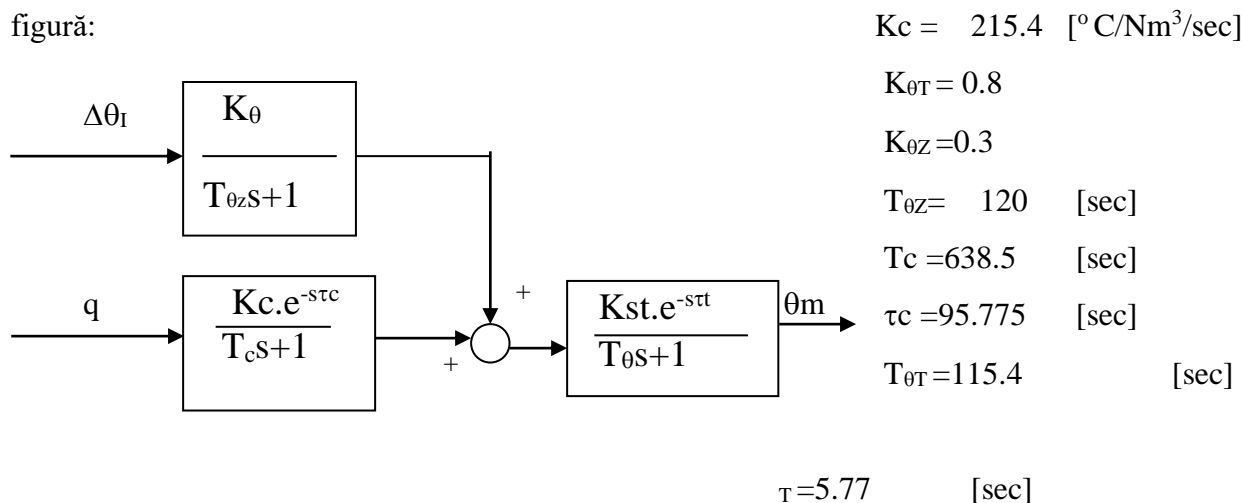 figură:
Kc = 215.4 [º C/Nm³/sec]
KθT = 0.8
KθZ =0.3
TθZ= 120 [sec]
Tc =638.5 [sec]
τc =95.775 [sec]
TθT =115.4 [sec]
T =5.77 [sec]
ΔθI
Kθ
Tθzs+1
q
Kc.e-sτc
Tcs+1
+
+
Kst.e-sτt
Tθs+1
θm